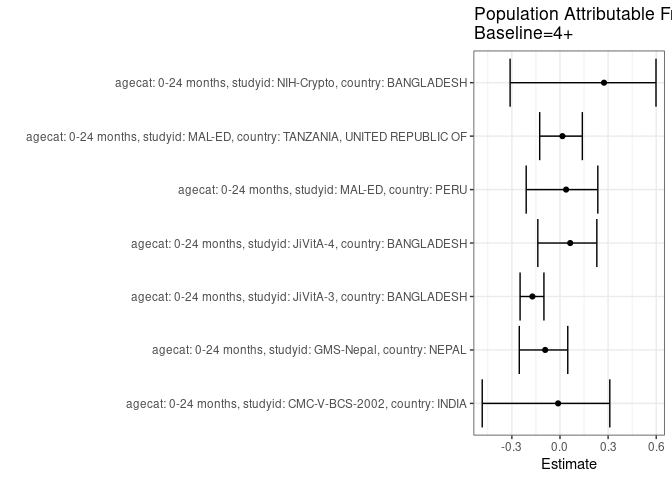 Population Attributable Fr
Baseline=4+
agecat: 0-24 months, studyid: NIH-Crypto, country: BANGLADESH
agecat: 0-24 months, studyid: MAL-ED, country: TANZANIA, UNITED REPUBLIC OF
agecat: 0-24 months, studyid: MAL-ED, country: PERU
agecat: 0-24 months, studyid: JiVitA-4, country: BANGLADESH
agecat: 0-24 months, studyid: JiVitA-3, country: BANGLADESH
agecat: 0-24 months, studyid: GMS-Nepal, country: NEPAL
agecat: 0-24 months, studyid: CMC-V-BCS-2002, country: INDIA
-0.3 0.0 0.3 0.6
Estimate